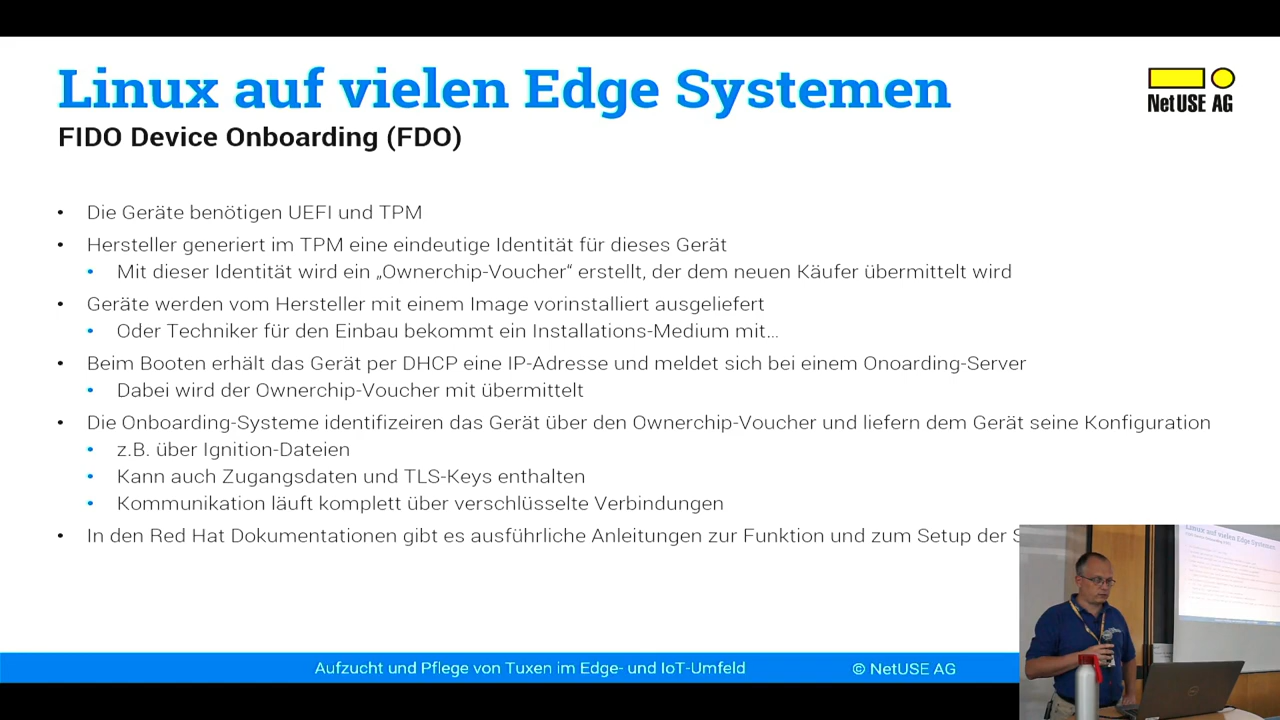 Linux auf vielen Edge Systemen
NetUSE AG
FIDO Device Onboarding (FDO)
• Die Geräte benötigen UEFI und TPM
• Hersteller generiert im TPM eine eindeutige Identität für dieses Gerät
• Mit dieser Identität wird ein „Ownerchip-Voucher“ erstellt, der dem neuen Käufer übermittelt wird
• Geräte werden vom Hersteller mit einem Image vorinstalliert ausgeliefert
• Oder Techniker für den Einbau bekommt ein Installations-Medium mit...
• Beim Booten erhält das Gerät per DHCP eine IP-Adresse und meldet sich bei einem Onoarding-Server
• Dabei wird der Ownerchip-Voucher mit übermittelt
• Die Onboarding-Systeme identifizeiren das Gerät über den Ownerchip-Voucher und liefern dem Gerät seine Konfiguration
• z.B. über Ignition-Dateien
• Kann auch Zugangsdaten und TLS-Keys enthalten
• Kommunikation läuft komplett über verschlüsselte Verbindungen
• In den Red Hat Dokumentationen gibt es ausführliche Anleitungen zur Funktion und zum Setup der
Linux auf vielen Edge Systemen
Aufzucht und Pflege von Tuxen im Edge- und IoT-Umfeld
© NetUSE AG